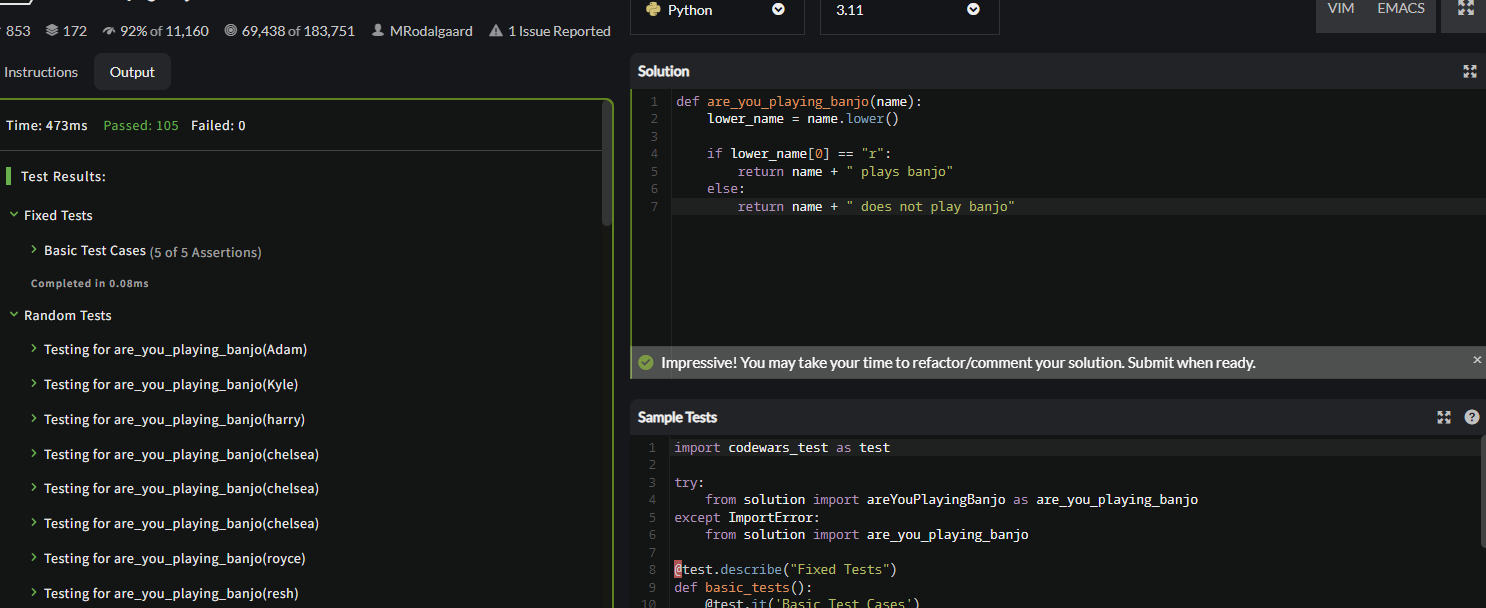 853 172 92% of 11,160 69,438 of 183,751 MRodalgaard 1 Issue Reported
Instructions Output
Time: 473ms Passed: 105 Failed: 0
Test Results:
Fixed Tests
Basic Test Cases (5 of 5 Assertions)
Completed in 0.08ms
Random Tests
Testing for are_you_playing_banjo(Adam)
Testing for are_you_playing_banjo(Kyle)
Testing for are_you_playing_banjo(harry)
Testing for are_you_playing_banjo(chelsea)
Testing for are_you_playing_banjo(chelsea)
Testing for are_you_playing_banjo(chelsea)
Testing for are_you_playing_banjo(royce)
Testing for are_you_playing_banjo(resh)
Python 3.11 VIM EMACS
Solution
1 def are_you_playing_banjo(name):
2 lower_name = name.lower()
3
4 if lower_name[0] == "r":
5 return name + " plays banjo"
6 else:
7 return name + " does not play banjo"
Impressive! You may take your time to refactor/comment your solution. Submit when ready.
Sample Tests
1 import codewars_test as test
2
3 try:
4 from solution import areYouPlayingBanjo as are_you_playing_banjo
5 except ImportError:
6 from solution import are_you_playing_banjo
7
8 @test.describe("Fixed Tests")
9 def basic_tests():
10 @test.it('Basic Test Cases')